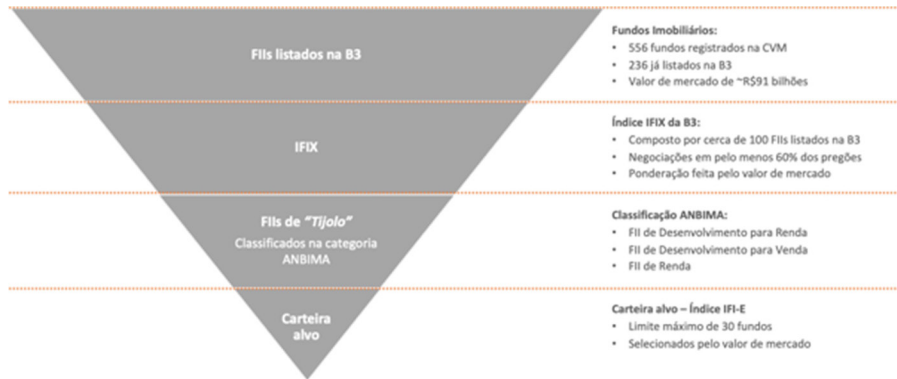 FIIs listados na B3
Fundos Imobiliários:
• 556 fundos registrados na CVM
• 236 já listados na B3
• Valor de mercado de ~R$91 bilhões
IFIX
Índice IFIX da B3:
• Composto por cerca de 100 FIIs listados na B3
• Negociações em pelo menos 60% dos pregões
• Ponderação feita pelo valor de mercado
FIIs de "Tijolo"
Classificados na categoria
ANBIMA
Classificação ANBIMA:
• FII de Desenvolvimento para Renda
• FII de Desenvolvimento para Venda
• FII de Renda
Carteira
alvo
Carteira alvo – Índice IFI-E
• Limite máximo de 30 fundos
• Selecionados pelo valor de mercado